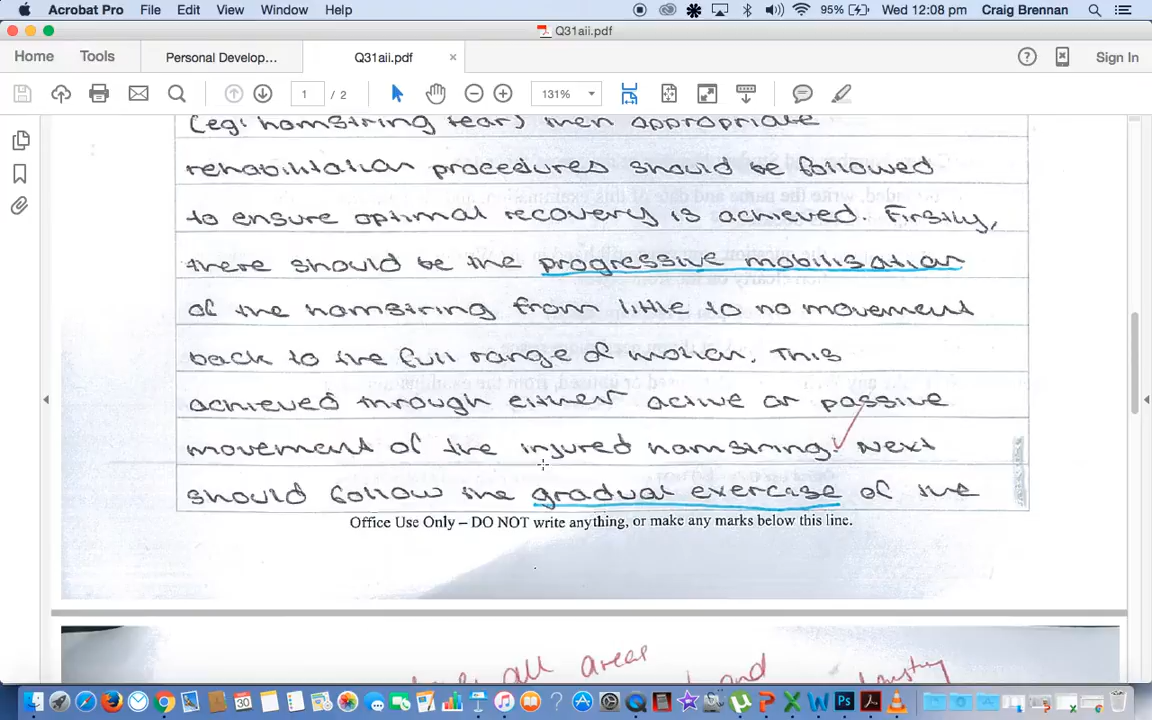 Acrobat Pro File Edit View Window Help 95% Wed 12:08 pm Craig Brennan
Q31aii.pdf
Home Tools Personal Develop... Q31aii.pdf × Sign In
1 / 2 131%
(eg: hamstring tear) then appropriate
rehabilitation procedures should be followed
to ensure optimal recovery is achieved. Firstly,
there should be the progressive mobilisation
of the hamstring from little to no movement
back to the full range of motion. This
achieved through either active or passive
movement of the injured hamstring. Next
should follow the gradual exercise of the
Office Use Only – DO NOT write anything, or make any marks below this line.
all areas
and